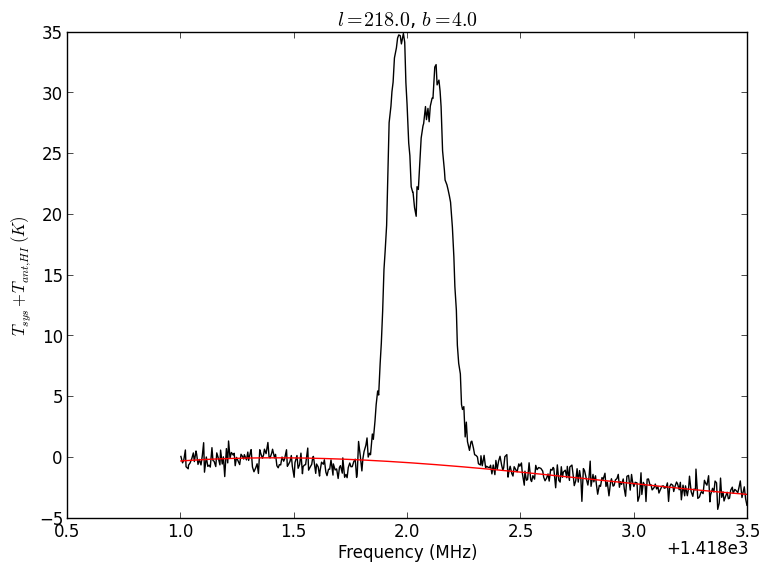 l = 218.0, b = 4.0
T_sys + T_ant,HI (K)
35
30
25
20
15
10
5
0
−5
0.5 1.0 1.5 2.0 2.5 3.0 3.5
Frequency (MHz)
+1.418e3